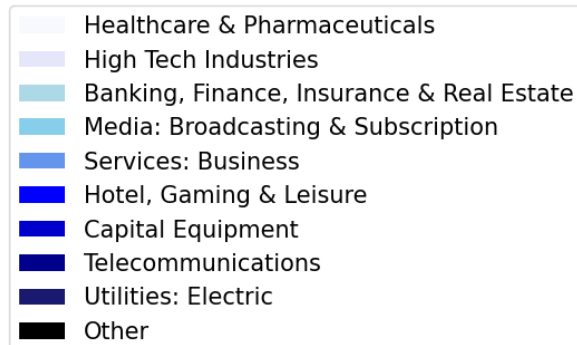 Healthcare & Pharmaceuticals
High Tech Industries
Banking, Finance, Insurance & Real Estate
Media: Broadcasting & Subscription
Services: Business
Hotel, Gaming & Leisure
Capital Equipment
Telecommunications
Utilities: Electric
Other